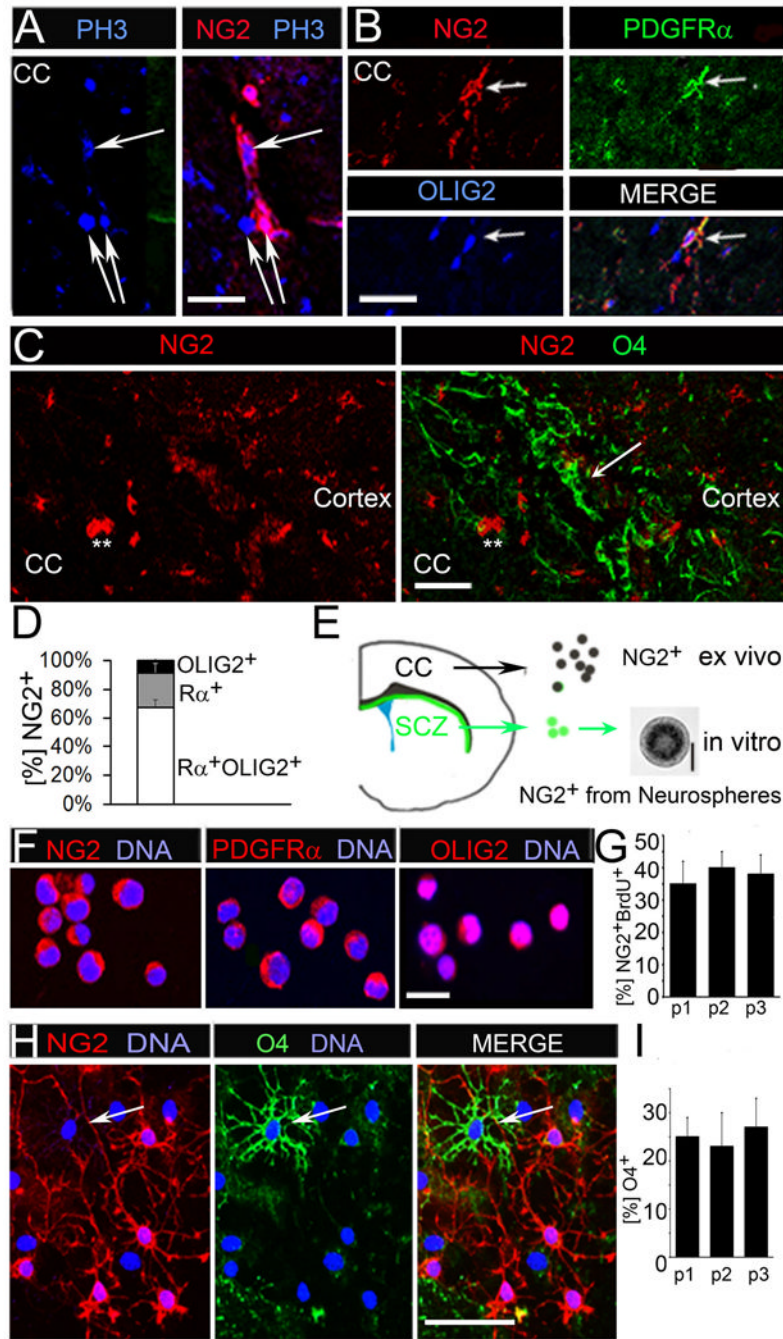 A
PH3
NG2 PH3
CC
B
NG2
PDGFRα
CC
OLIG2
MERGE
C
NG2
NG2 O4
Cortex
**
CC
Cortex
**
CC
D
[%] NG2+
100%
80%
60%
40%
20%
0%
OLIG2+
Rα+
Rα+OLIG2+
E
CC
NG2+ ex vivo
SCZ
in vitro
NG2+ from Neurospheres
F
NG2 DNA
PDGFRα DNA
OLIG2 DNA
G
[%] NG2+BrdU+
50
40
30
20
10
0
p1 p2 p3
H
NG2 DNA
O4 DNA
MERGE
I
[%] O4+
30
20
10
0
p1 p2 p3